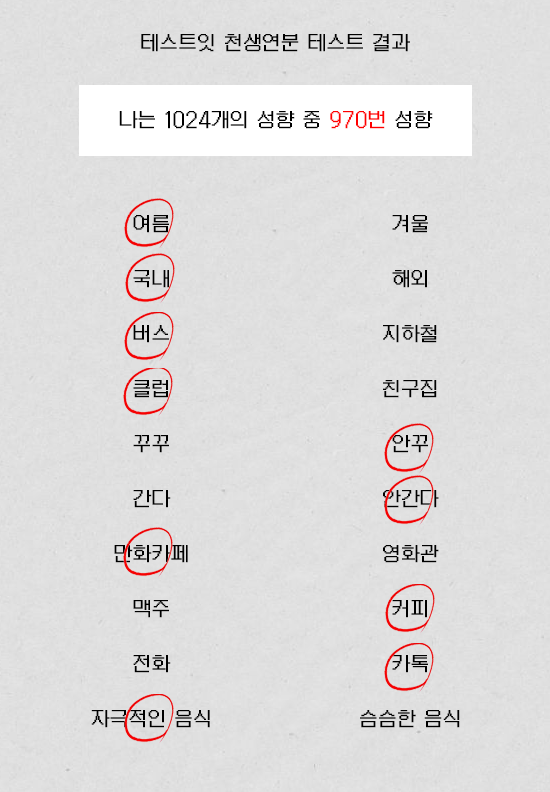 테스트잇 천생연분 테스트 결과
나는 1024개의 성향 중 970번 성향
여름 겨울
국내 해외
버스 지하철
클럽 친구집
꾸꾸 안꾸
간다 안간다
만화카페 영화관
맥주 커피
전화 카톡
자극적인 음식 슴슴한 음식